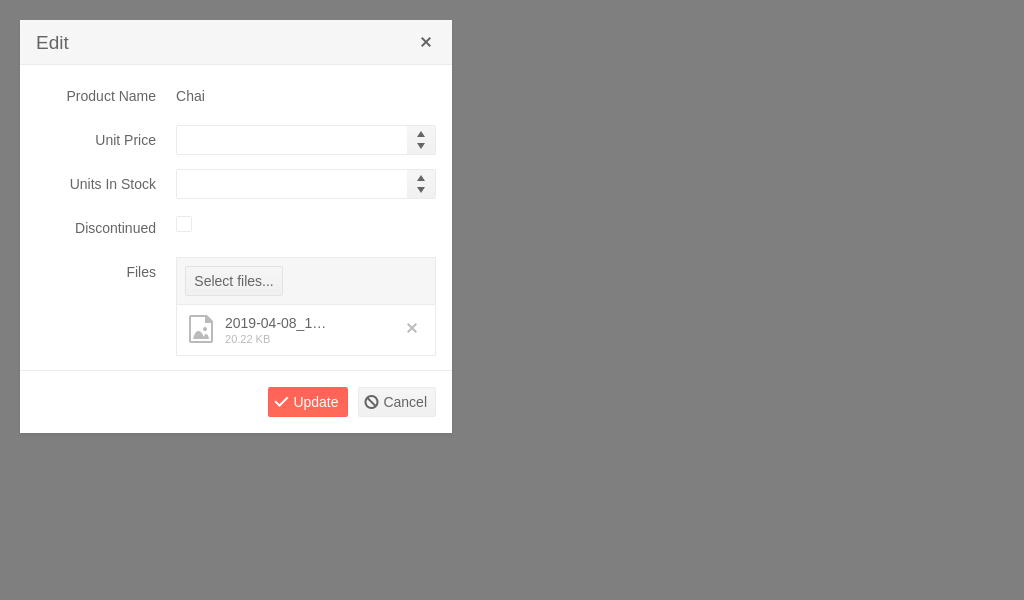 Edit
Product Name Chai
Unit Price
Units In Stock
Discontinued
Files Select files...
2019-04-08_1…
20.22 KB
Update Cancel